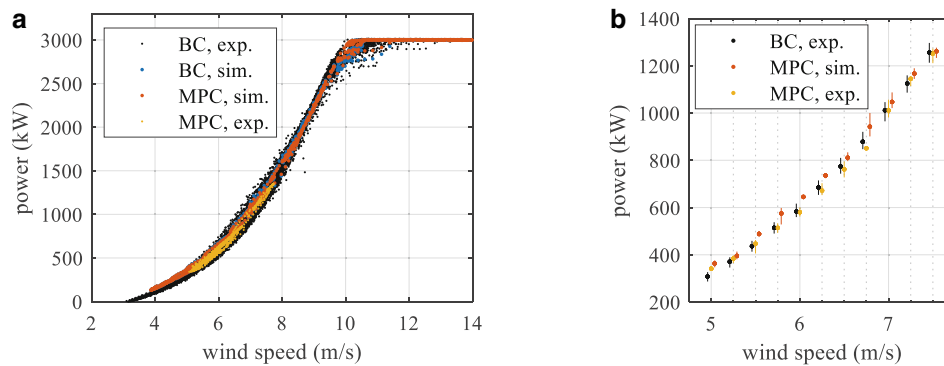 a
3000
2500
2000
1500
1000
500
0
power (kW)
BC, exp.
BC, sim.
MPC, sim.
MPC, exp.
2 4 6 8 10 12 14
wind speed (m/s)
b
1400
1200
1000
800
600
400
200
power (kW)
BC, exp.
MPC, sim.
MPC, exp.
5 6 7
wind speed (m/s)